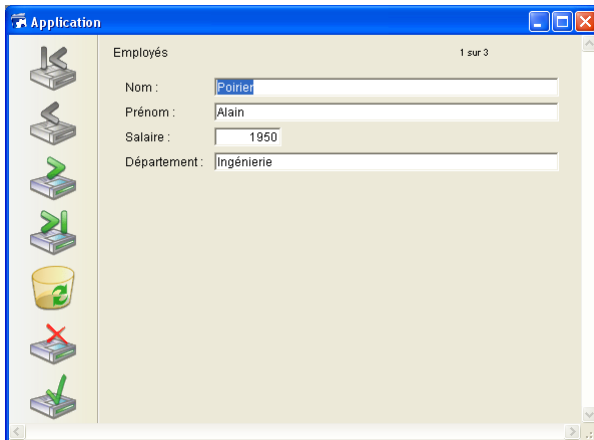 Application
Employés 1 sur 3
Nom : Poirier
Prénom : Alain
Salaire : 1950
Département : Ingénierie